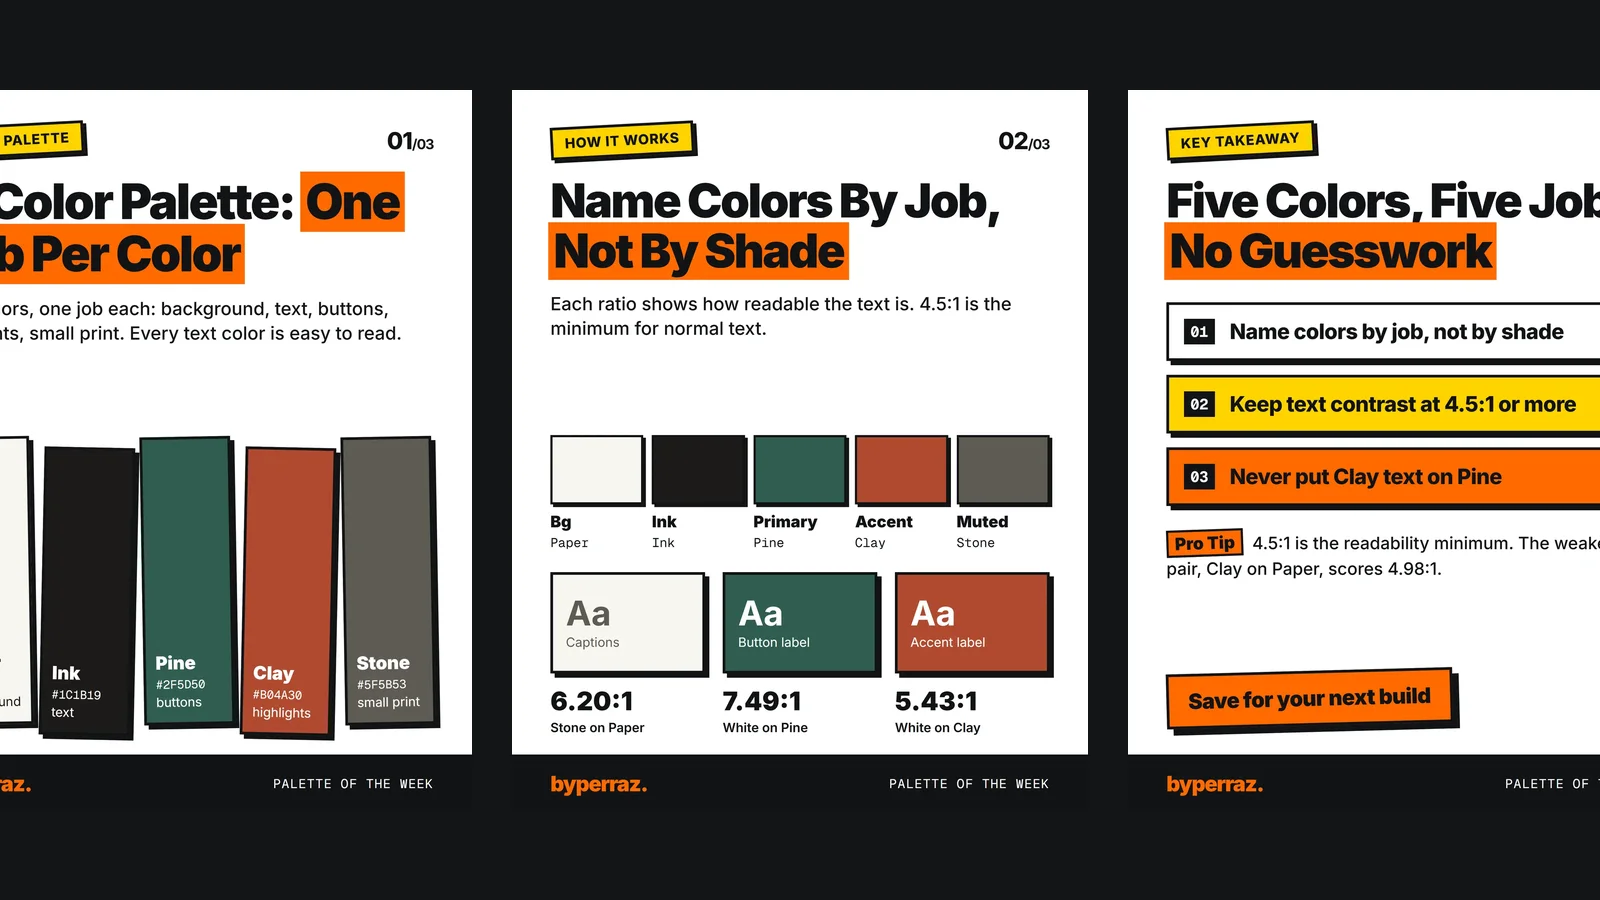 PALETTE
01/03
Color Palette: One
b Per Color
ors, one job each: background, text, buttons,
nts, small print. Every text color is easy to read.
und
Ink
#1C1B19
text
Pine
#2F5D50
buttons
Clay
#B04A30
highlights
Stone
#5F5B53
small print
raz.
PALETTE OF THE WEEK
HOW IT WORKS
02/03
Name Colors By Job,
Not By Shade
Each ratio shows how readable the text is. 4.5:1 is the
minimum for normal text.
Bg
Paper
Ink
Ink
Primary
Pine
Accent
Clay
Muted
Stone
Aa
Captions
6.20:1
Stone on Paper
Aa
Button label
7.49:1
White on Pine
Aa
Accent label
5.43:1
White on Clay
byperraz.
PALETTE OF THE WEEK
KEY TAKEAWAY
Five Colors, Five Job
No Guesswork
01 Name colors by job, not by shade
02 Keep text contrast at 4.5:1 or more
03 Never put Clay text on Pine
Pro Tip 4.5:1 is the readability minimum. The weake
pair, Clay on Paper, scores 4.98:1.
Save for your next build
byperraz.
PALETTE OF